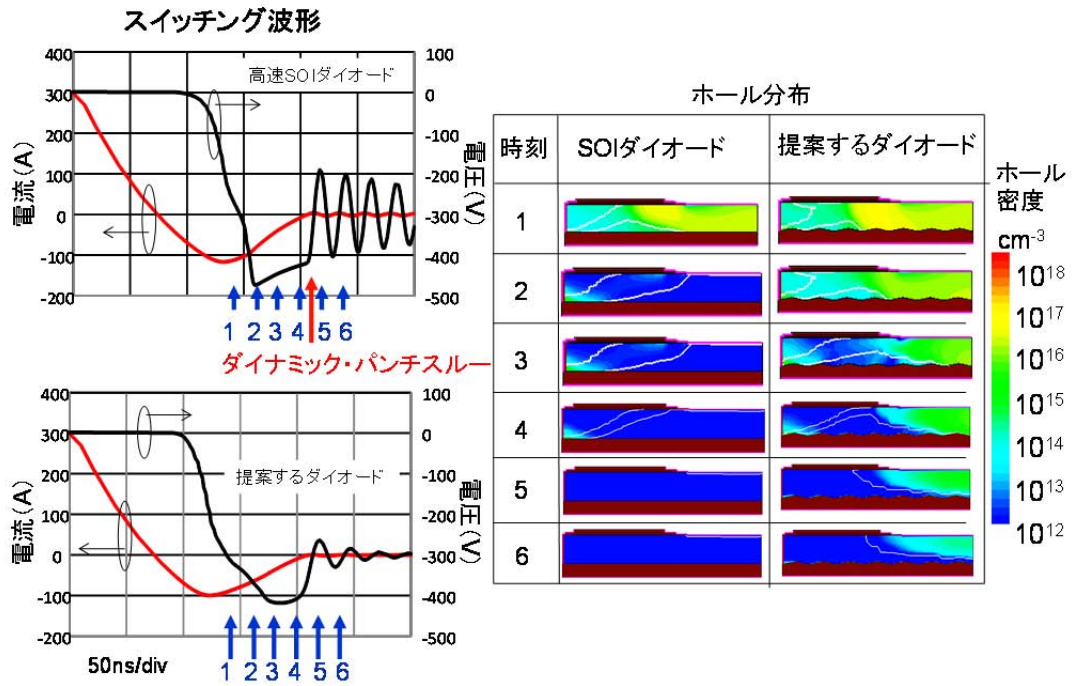 スイッチング波形
400
300
200
100
0
-100
-200
100
0
-100
-200
-300
-400
-500
電流(A)
電圧(V)
高速SOIダイオード
1 2 3 4 5 6
ダイナミック・パンチスルー
400
300
200
100
0
-100
-200
100
0
-100
-200
-300
-400
-500
電流(A)
電圧(V)
提案するダイオード
1 2 3 4 5 6
50ns/div
ホール分布
時刻 SOIダイオード 提案するダイオード
1
2
3
4
5
6
ホール
密度
cm-3
10^18
10^17
10^16
10^15
10^14
10^13
10^12